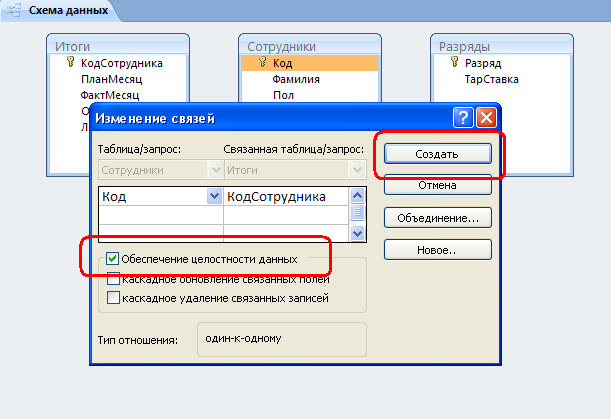 Схема данных
Итоги
КодСотрудника
ПланМесяц
ФактМесяц
Сотрудники
Код
Фамилия
Пол
Разряды
Разряд
ТарСтавка
Изменение связей
Таблица/запрос: Связанная таблица/запрос:
Сотрудники Итоги
Код КодСотрудника
Обеспечение целостности данных
каскадное обновление связанных полей
каскадное удаление связанных записей
Тип отношения: один-к-одному
Создать
Отмена
Объединение...
Новое..